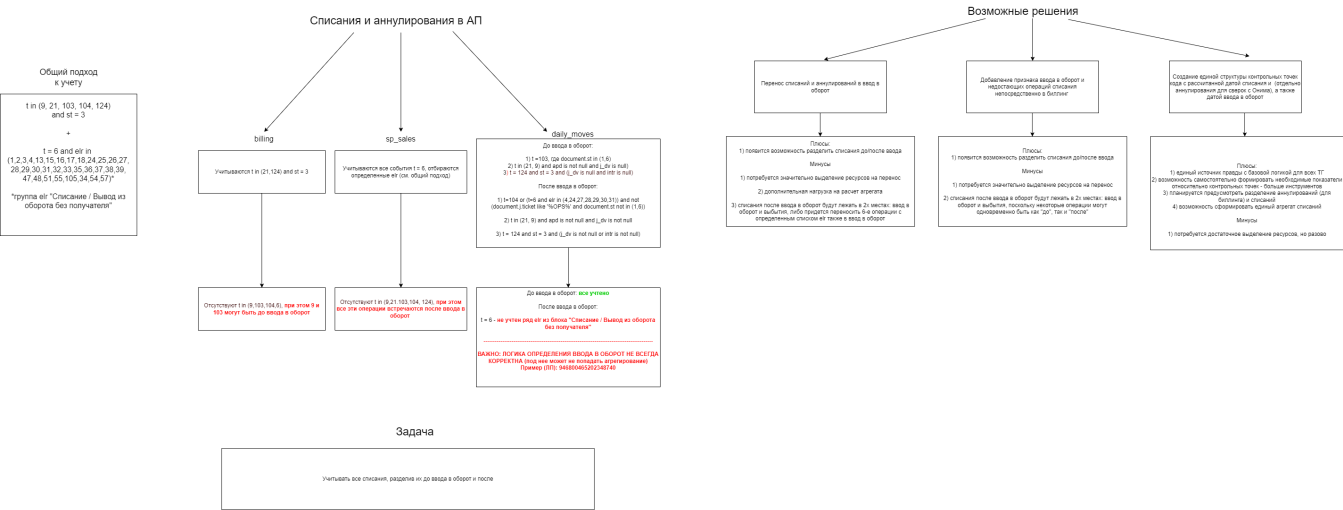 Списания и аннулирования в АП
Общий подход
к учету
t in (9, 21, 103, 104, 124)
and st = 3
+
t = 6 and elr in
(1,2,3,4,13,15,16,17,18,24,25,26,27,
28,29,30,31,32,33,35,36,37,38,39,
47,48,51,55,105,34,54,57)*
*группа elr "Списание / Вывод из
оборота без получателя"
billing
Учитываются t in (21,124) and st = 3
Отсутствуют t in (9,103,104,6), при этом 9 и
103 могут быть до ввода в оборот
sp_sales
Учитываются все события t = 6, отбираются
определенные elr (см. общий подход)
Отсутствуют t in (9,21,103,104, 124), при этом
все эти операции встречаются после ввода в
оборот
daily_moves
До ввода в оборот:
1) t =103, где document.st in (1,6)
2) t in (21, 9) and apd is not null and j_dv is null)
3) t = 124 and st = 3 and (j_dv is null and intr is null)
После ввода в оборот:
1) t=104 or (t=6 and elr in (4,24,27,28,29,30,31)) and not
(document.j.ticket like '%OPS%' and document.st not in (1,6))
2) t in (21, 9) and apd is not null and j_dv is not null
3) t = 124 and st = 3 and (j_dv is not null or intr is not null)
До ввода в оборот: все учтено
После ввода в оборот:
t = 6 - не учтен ряд elr из блока "Списание / Вывод из оборота
без получателя"
ВАЖНО: ЛОГИКА ОПРЕДЕЛЕНИЯ ВВОДА В ОБОРОТ НЕ ВСЕГДА
КОРРЕКТНА (под нее может не попадать агрегирование)
Пример (ЛП): 946800465202348740
Задача
Учитывать все списания, разделив их до ввода в оборот и после
Возможные решения
Перенос списаний и аннулирований в ввод в
оборот
Плюсы:
1) появится возможность разделить списания до/после ввода
Минусы
1) потребуется значительно выделение ресурсов на перенос
2) дополнительная нагрузка на расчет агрегата
3) списания после ввода в оборот будут лежать в 2х местах: ввод в
оборот и выбытия, либо придется переносить 6-е операции с
определенным списком elr также в ввод в оборот
Добавление признака ввода в оборот и
недостающих операций списания
непосредственно в биллинг
Плюсы:
1) появится возможность разделить списания до/после ввода
Минусы
1) потребуется значительно выделение ресурсов на перенос
2) списания после ввода в оборот будут лежать в 2х местах: ввод в
оборот и выбытия, поскольку некоторые операции могут
одновременно быть как "до", так и "после"
Создание единой структуры контрольных точек
кода с рассчитанной датой списания и (отдельно
аннулирования для сверок с Онима), а также
датой ввода в оборот
Плюсы:
1) единый источник правды с базовой логикой для всех ТГ
2) возможность самостоятельно формировать необходимые показатели
относительно контрольных точек - больше инструментов
3) планируется предусмотреть разделение аннулирований (для
биллинга) и списаний
4) возможность сформировать единый агрегат списаний
Минусы
1) потребуется достаточное выделение ресурсов, но разово